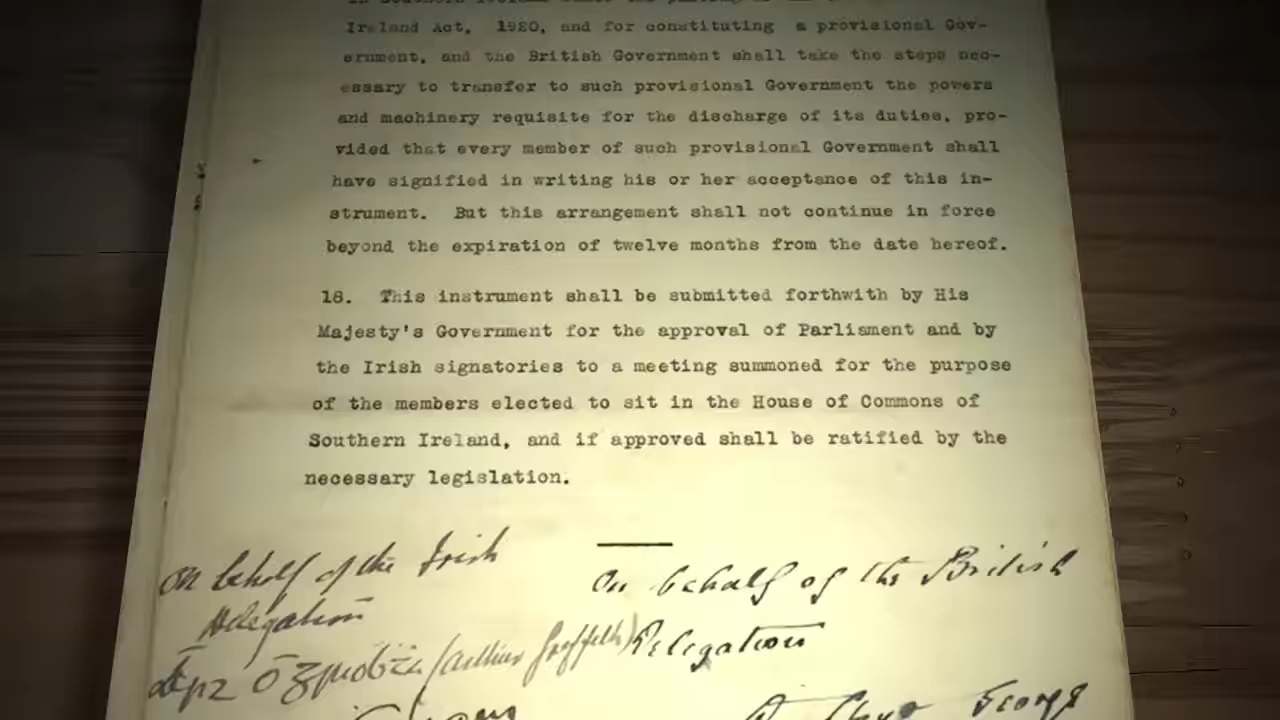 Ireland Act, 1920, and for constituting a provisional Gov-
ernment, and the British Government shall take the steps nec-
essary to transfer to such provisional Government the powers
and machinery requisite for the discharge of its duties, pro-
vided that every member of such provisional Government shall
have signified in writing his or her acceptance of this in-
strument. But this arrangement shall not continue in force
beyond the expiration of twelve months from the date hereof.
18. This instrument shall be submitted forthwith by His
Majesty's Government for the approval of Parliament and by
the Irish signatories to a meeting summoned for the purpose
of the members elected to sit in the House of Commons of
Southern Ireland, and if approved shall be ratified by the
necessary legislation.
On behalf of the Irish
Delegation
(Arthur Griffith)
On behalf of the British
Delegation
George